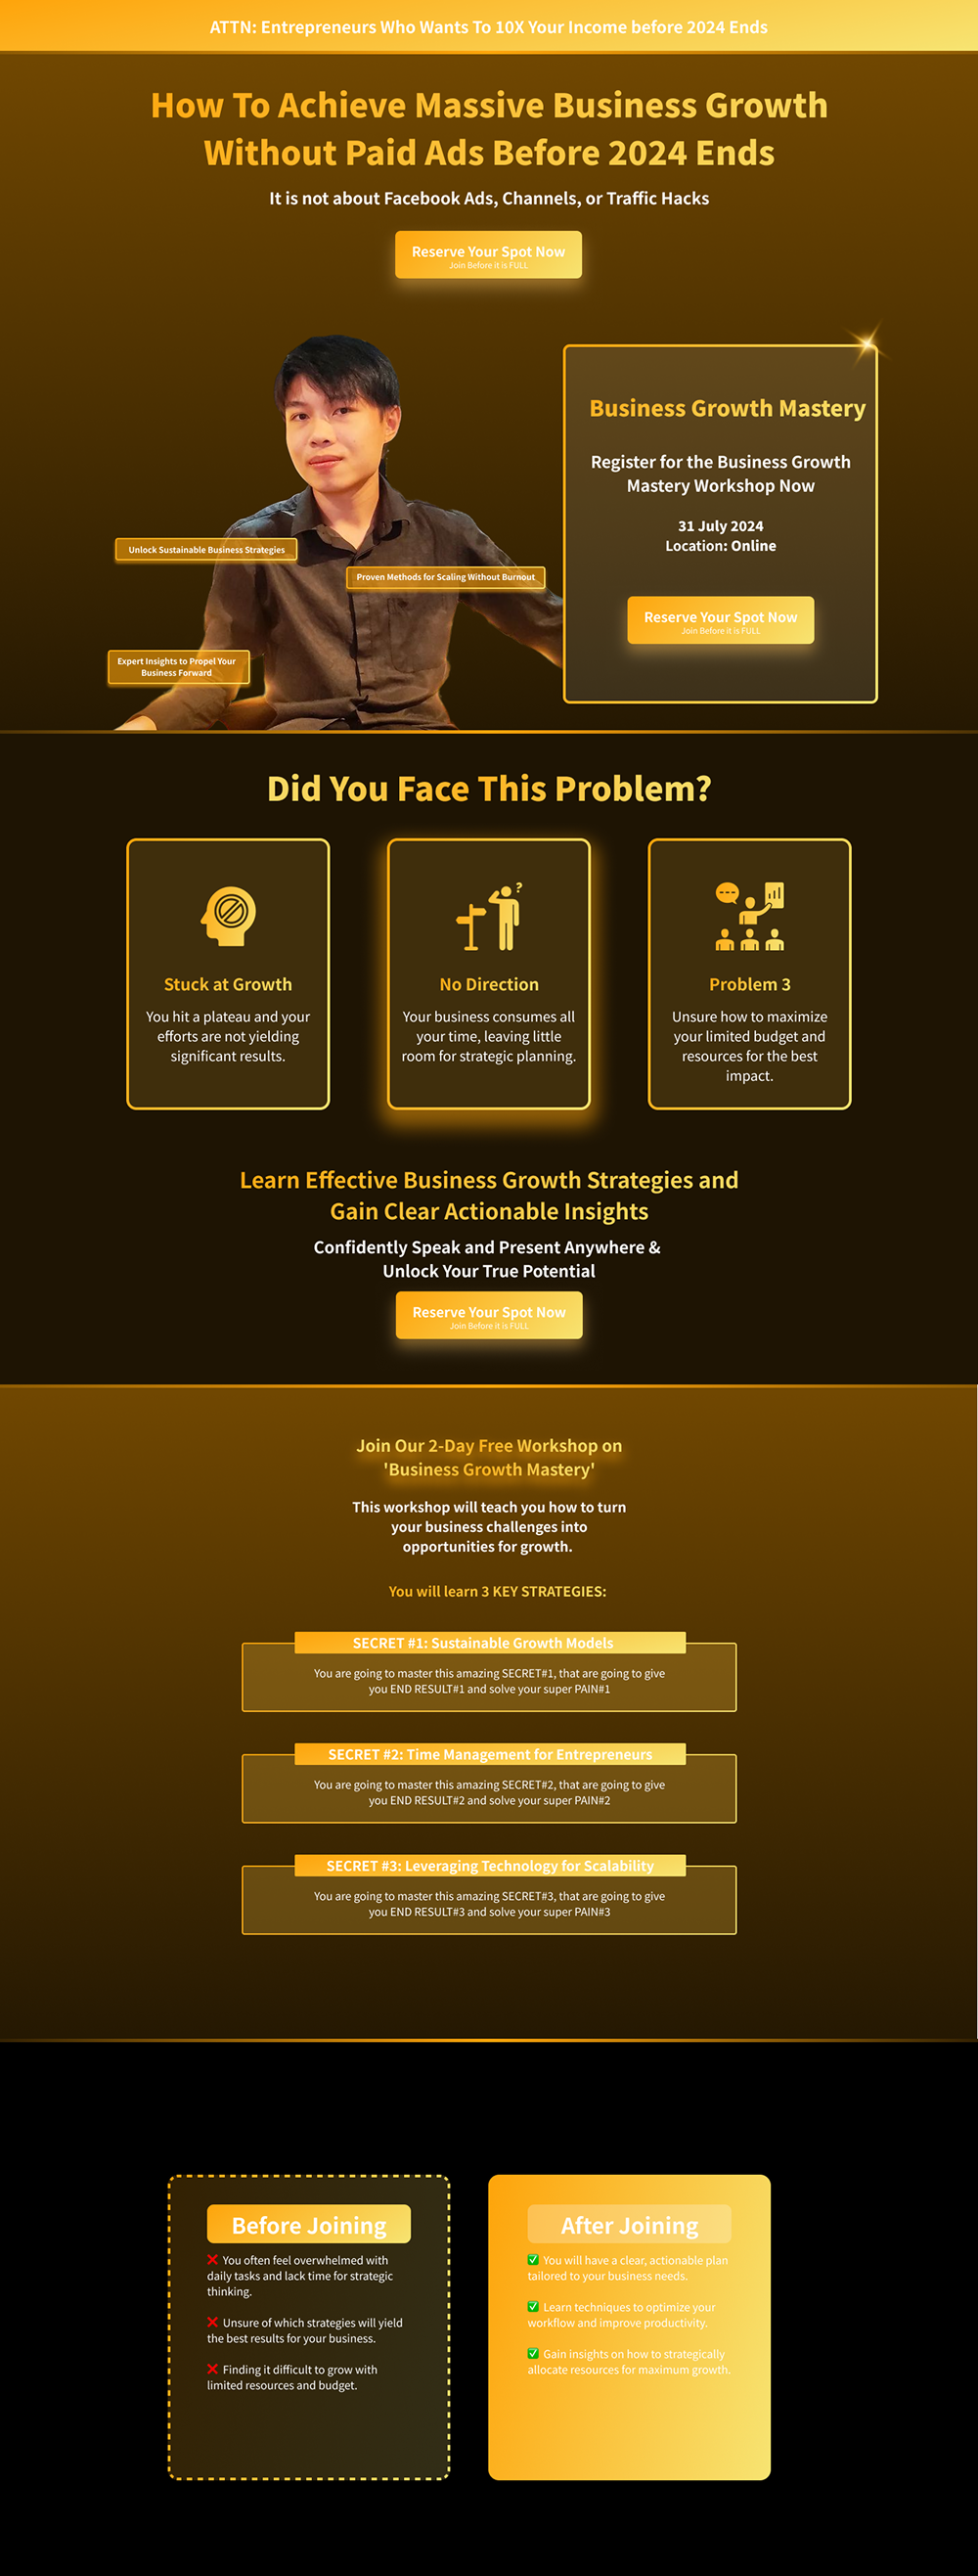 ATTN: Entrepreneurs Who Wants To 10X Your Income before 2024 Ends
How To Achieve Massive Business Growth
Without Paid Ads Before 2024 Ends
It is not about Facebook Ads, Channels, or Traffic Hacks
Reserve Your Spot Now
Join Before it is FULL
Unlock Sustainable Business Strategies
Proven Methods for Scaling Without Burnout
Expert Insights to Propel Your
Business Forward
Business Growth Mastery
Register for the Business Growth
Mastery Workshop Now
31 July 2024
Location: Online
Reserve Your Spot Now
Join Before it is FULL
Did You Face This Problem?
?
Stuck at Growth
You hit a plateau and your
efforts are not yielding
significant results.
No Direction
Your business consumes all
your time, leaving little
room for strategic planning.
Problem 3
Unsure how to maximize
your limited budget and
resources for the best
impact.
Learn Effective Business Growth Strategies and
Gain Clear Actionable Insights
Confidently Speak and Present Anywhere &
Unlock Your True Potential
Reserve Your Spot Now
Join Before it is FULL
Join Our 2-Day Free Workshop on
'Business Growth Mastery'
This workshop will teach you how to turn
your business challenges into
opportunities for growth.
You will learn 3 KEY STRATEGIES:
SECRET #1: Sustainable Growth Models
You are going to master this amazing SECRET#1, that are going to give
you END RESULT#1 and solve your super PAIN#1
SECRET #2: Time Management for Entrepreneurs
You are going to master this amazing SECRET#2, that are going to give
you END RESULT#2 and solve your super PAIN#2
SECRET #3: Leveraging Technology for Scalability
You are going to master this amazing SECRET#3, that are going to give
you END RESULT#3 and solve your super PAIN#3
Before Joining
❌ You often feel overwhelmed with
daily tasks and lack time for strategic
thinking.
❌ Unsure of which strategies will yield
the best results for your business.
❌ Finding it difficult to grow with
limited resources and budget.
After Joining
✅ You will have a clear, actionable plan
tailored to your business needs.
✅ Learn techniques to optimize your
workflow and improve productivity.
✅ Gain insights on how to strategically
allocate resources for maximum growth.